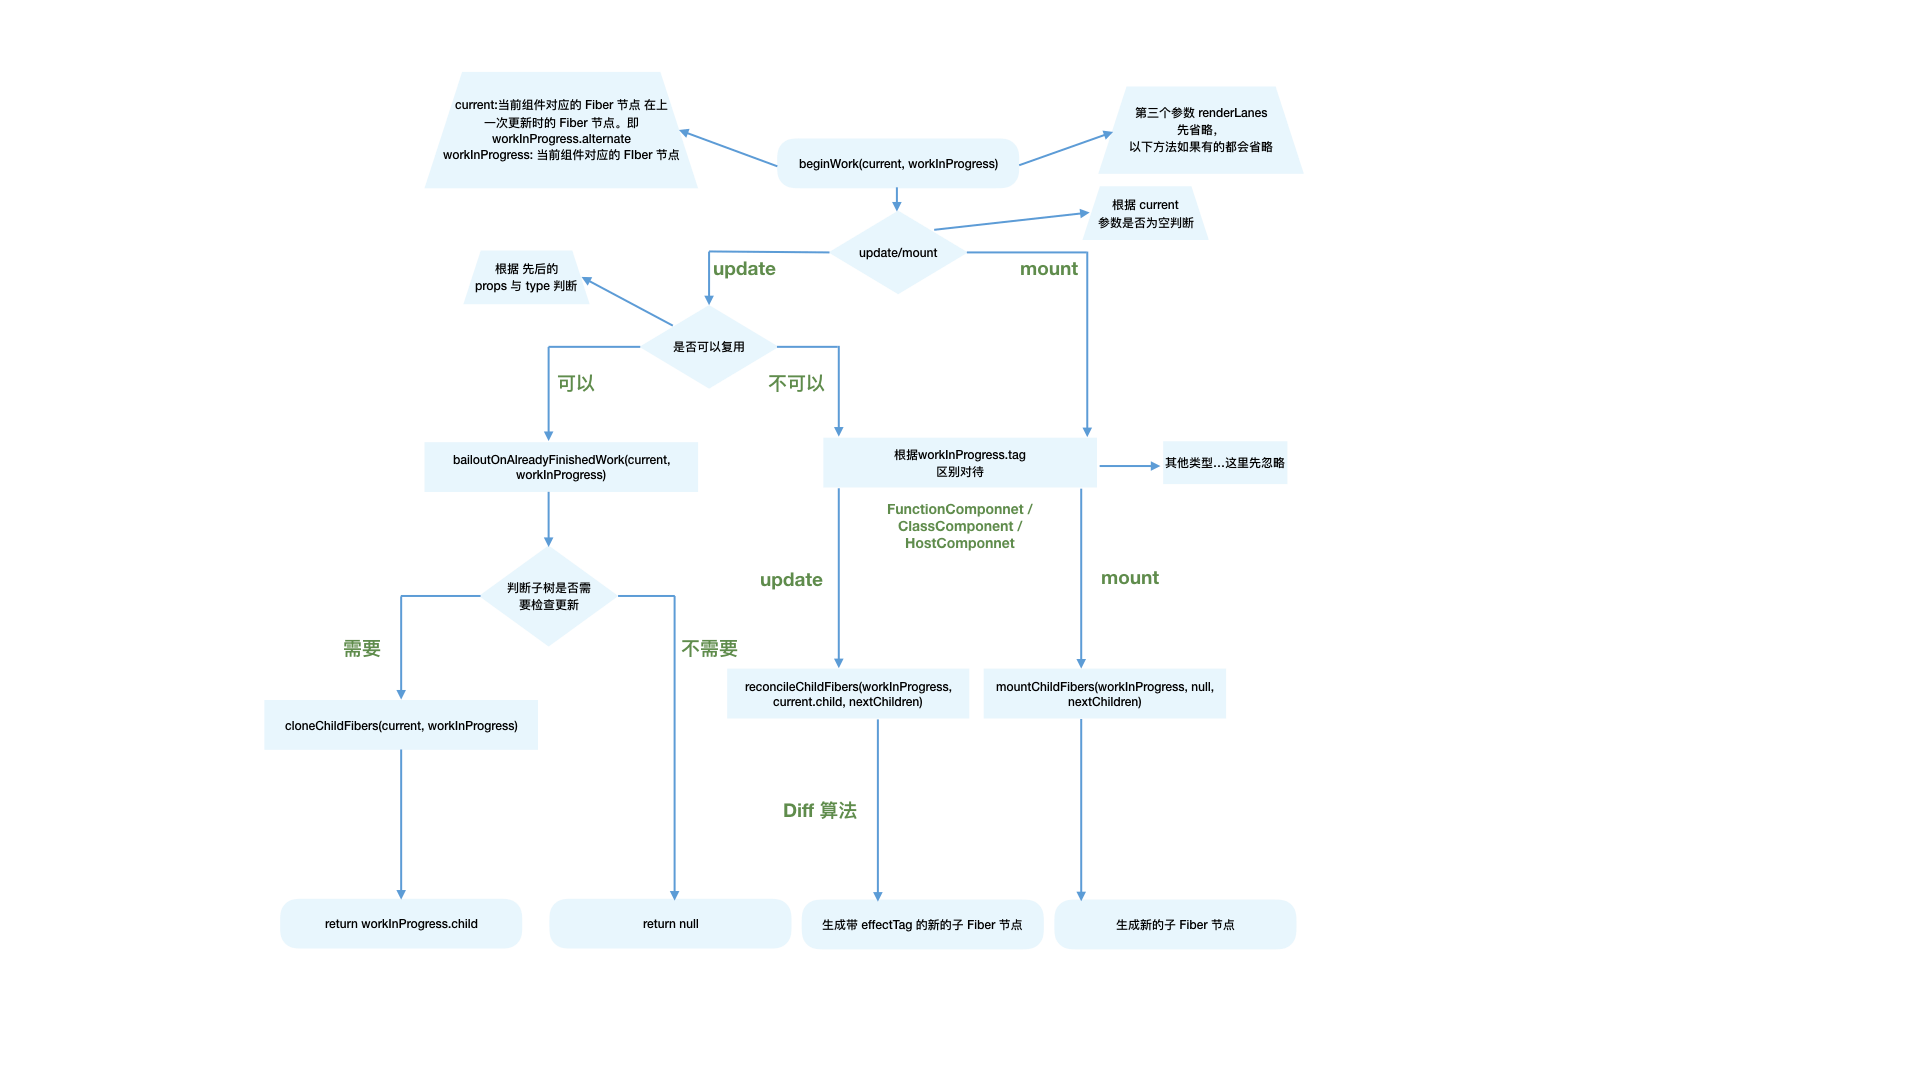 current:当前组件对应的 Fiber 节点 在上
一次更新时的 Fiber 节点。即
workInProgress.alternate
workInProgress: 当前组件对应的 FIber 节点
第三个参数 renderLanes
先省略，
以下方法如果有的都会省略
beginWork(current, workInProgress)
根据 current
参数是否为空判断
update/mount
update
mount
根据 先后的
props 与 type 判断
是否可以复用
可以
不可以
bailoutOnAlreadyFinishedWork(current,
workInProgress)
根据workInProgress.tag
区别对待
其他类型...这里先忽略
FunctionComponnet /
ClassComponent /
HostComponnet
update
mount
判断子树是否需
要检查更新
需要
不需要
reconcileChildFibers(workInProgress,
current.child, nextChildren)
mountChildFibers(workInProgress, null,
nextChildren)
cloneChildFibers(current, workInProgress)
Diff 算法
return workInProgress.child
return null
生成带 effectTag 的新的子 Fiber 节点
生成新的子 Fiber 节点